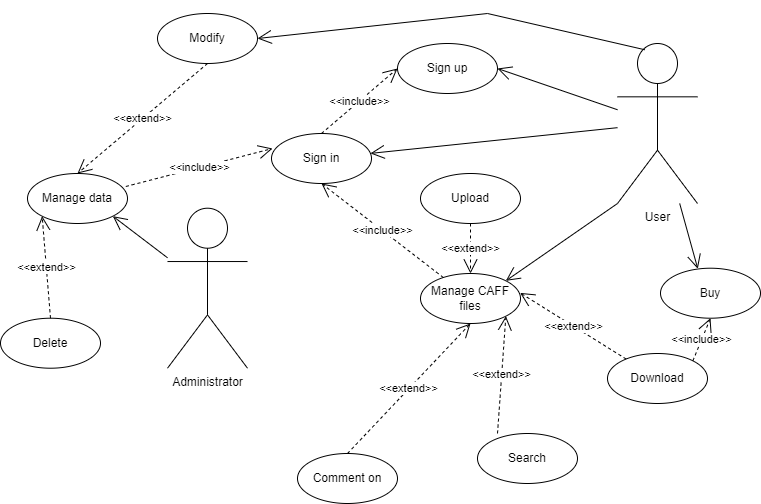 Modify
Sign up
<<include>>
<<extend>>
Sign in
<<include>>
Manage data
Upload
User
<<include>>
<<extend>>
<<extend>>
Manage CAFF
files
Buy
<<extend>>
Delete
<<include>>
Administrator
<<extend>>
Download
<<extend>>
Search
Comment on